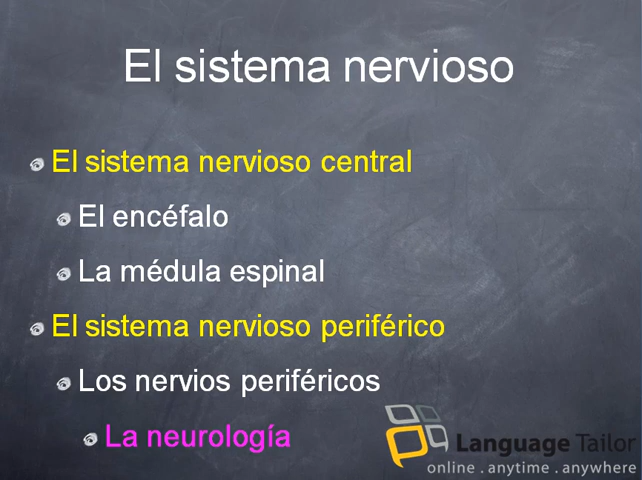 El sistema nervioso
El sistema nervioso central
El encéfalo
La médula espinal
El sistema nervioso periférico
Los nervios periféricos
La neurología
Language Tailor
online . anytime . anywhere